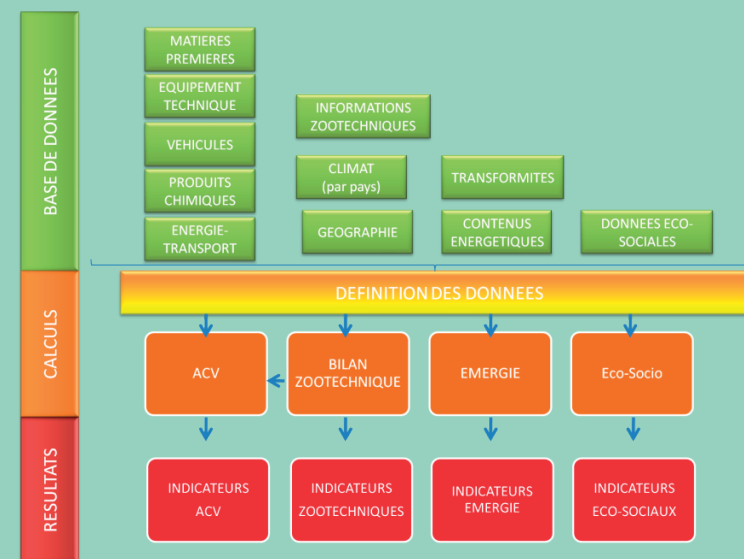 BASE DE DONNEES
MATIERES
PREMIERES
EQUIPEMENT
TECHNIQUE
VEHICULES
PRODUITS
CHIMIQUES
ENERGIE-
TRANSPORT
INFORMATIONS
ZOOTECHNIQUES
CLIMAT
(par pays)
GEOGRAPHIE
TRANSFORMITES
CONTENUS
ENERGETIQUES
DONNEES ECO-
SOCIALES
DEFINITION DES DONNEES
CALCULS
ACV
BILAN
ZOOTECHNIQUE
EMERGIE
Eco-Socio
RESULTATS
INDICATEURS
ACV
INDICATEURS
ZOOTECHNIQUES
INDICATEURS
EMERGIE
INDICATEURS
ECO-SOCIAUX